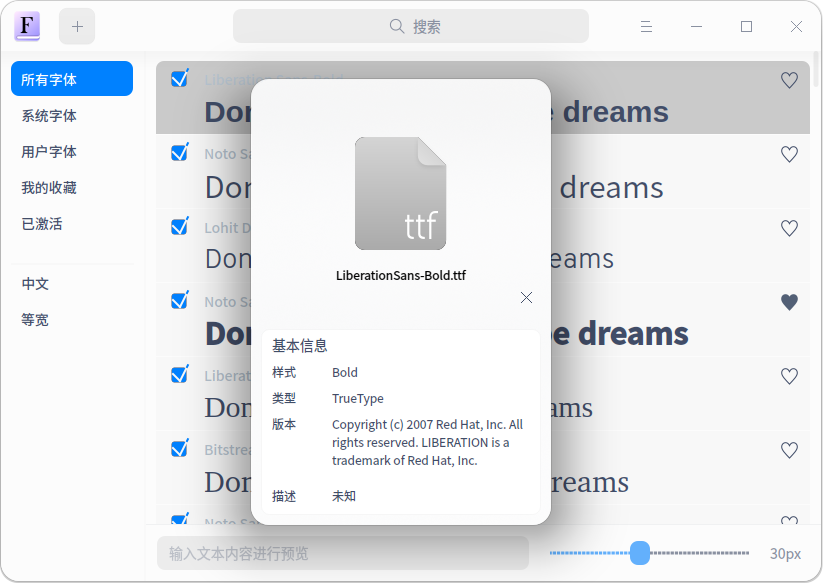 F
搜索
所有字体
系统字体
用户字体
我的收藏
已激活
中文
等宽
Liberation Sans Bold
Don e dreams
Noto Sa
Don dreams
Lohit D
Don eams
Noto Sa
Don be dreams
Liberat
Don ams
Bitstrea
Don reams
Noto Sa
ttf
LiberationSans-Bold.ttf
基本信息
样式 Bold
类型 TrueType
版本 Copyright (c) 2007 Red Hat, Inc. All
rights reserved. LIBERATION is a
trademark of Red Hat, Inc.
描述 未知
输入文本内容进行预览
30px